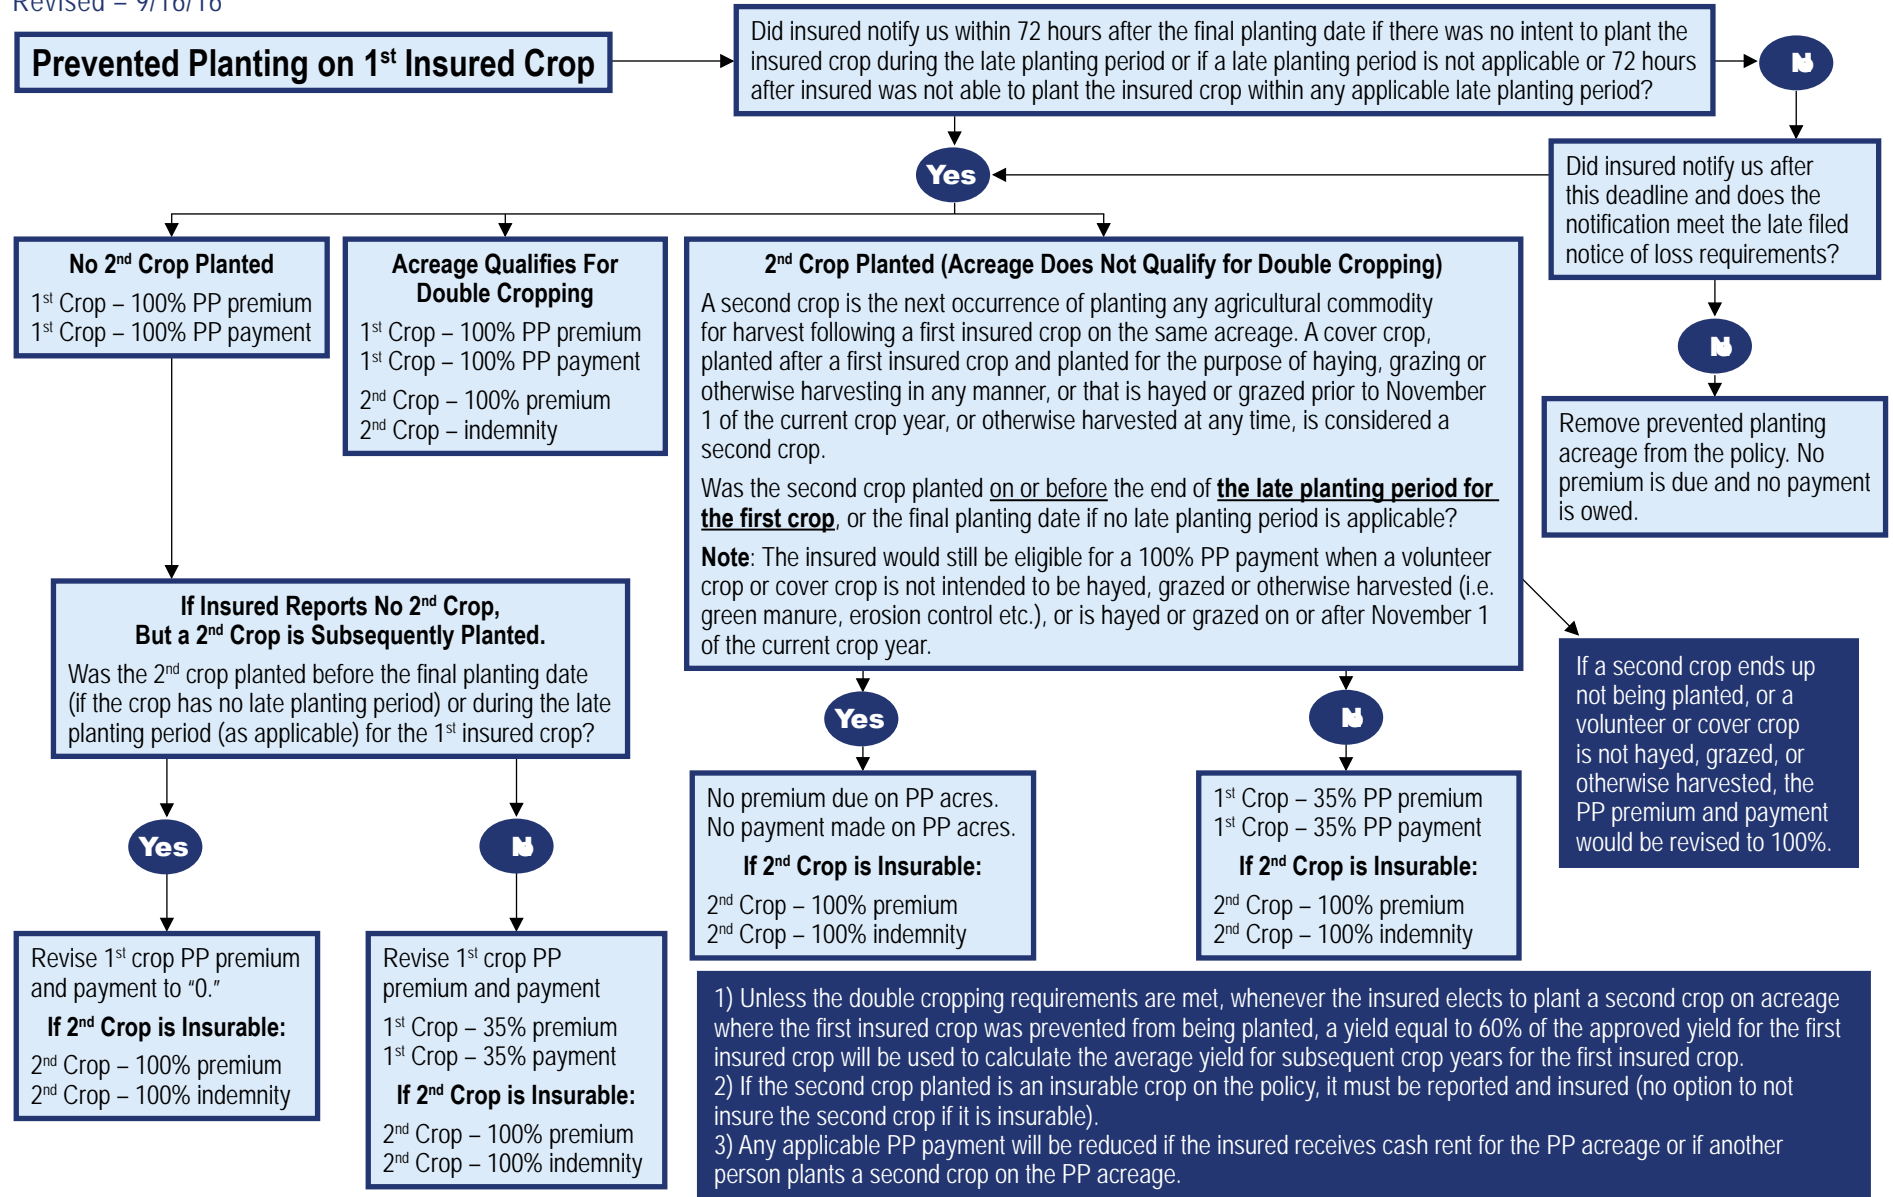 Revised – 9/16/16
Prevented Planting on 1st Insured Crop
Did insured notify us within 72 hours after the final planting date if there was no intent to plant the
insured crop during the late planting period or if a late planting period is not applicable or 72 hours
after insured was not able to plant the insured crop within any applicable late planting period?
No
Yes
Did insured notify us after
this deadline and does the
notification meet the late filed
notice of loss requirements?
No
Remove prevented planting
acreage from the policy. No
premium is due and no payment
is owed.
No 2nd Crop Planted
1st Crop – 100% PP premium
1st Crop – 100% PP payment
Acreage Qualifies For
Double Cropping
1st Crop – 100% PP premium
1st Crop – 100% PP payment
2nd Crop – 100% premium
2nd Crop – indemnity
2nd Crop Planted (Acreage Does Not Qualify for Double Cropping)
A second crop is the next occurrence of planting any agricultural commodity
for harvest following a first insured crop on the same acreage. A cover crop,
planted after a first insured crop and planted for the purpose of haying, grazing or
otherwise harvesting in any manner, or that is hayed or grazed prior to November
1 of the current crop year, or otherwise harvested at any time, is considered a
second crop.
Was the second crop planted on or before the end of the late planting period for
the first crop, or the final planting date if no late planting period is applicable?
Note: The insured would still be eligible for a 100% PP payment when a volunteer
crop or cover crop is not intended to be hayed, grazed or otherwise harvested (i.e.
green manure, erosion control etc.), or is hayed or grazed on or after November 1
of the current crop year.
If Insured Reports No 2nd Crop,
But a 2nd Crop is Subsequently Planted.
Was the 2nd crop planted before the final planting date
(if the crop has no late planting period) or during the late
planting period (as applicable) for the 1st insured crop?
Yes
No
Revise 1st crop PP premium
and payment to “0.”
If 2nd Crop is Insurable:
2nd Crop – 100% premium
2nd Crop – 100% indemnity
Revise 1st crop PP
premium and payment
1st Crop – 35% premium
1st Crop – 35% payment
If 2nd Crop is Insurable:
2nd Crop – 100% premium
2nd Crop – 100% indemnity
Yes
No
No premium due on PP acres.
No payment made on PP acres.
If 2nd Crop is Insurable:
2nd Crop – 100% premium
2nd Crop – 100% indemnity
1st Crop – 35% PP premium
1st Crop – 35% PP payment
If 2nd Crop is Insurable:
2nd Crop – 100% premium
2nd Crop – 100% indemnity
If a second crop ends up
not being planted, or a
volunteer or cover crop
is not hayed, grazed, or
otherwise harvested, the
PP premium and payment
would be revised to 100%.
1) Unless the double cropping requirements are met, whenever the insured elects to plant a second crop on acreage
where the first insured crop was prevented from being planted, a yield equal to 60% of the approved yield for the first
insured crop will be used to calculate the average yield for subsequent crop years for the first insured crop.
2) If the second crop planted is an insurable crop on the policy, it must be reported and insured (no option to not
insure the second crop if it is insurable).
3) Any applicable PP payment will be reduced if the insured receives cash rent for the PP acreage or if another
person plants a second crop on the PP acreage.